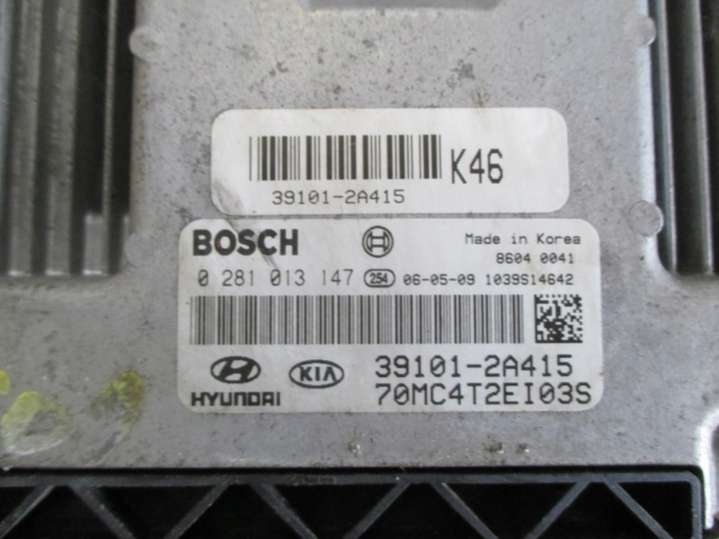 K46
39101-2A415
BOSCH
Made in Korea
8604 0041
0 281 013 147 254 06-05-09 1039S14642
HYUNDAI KIA 39101-2A415
70MC4T2EI03S